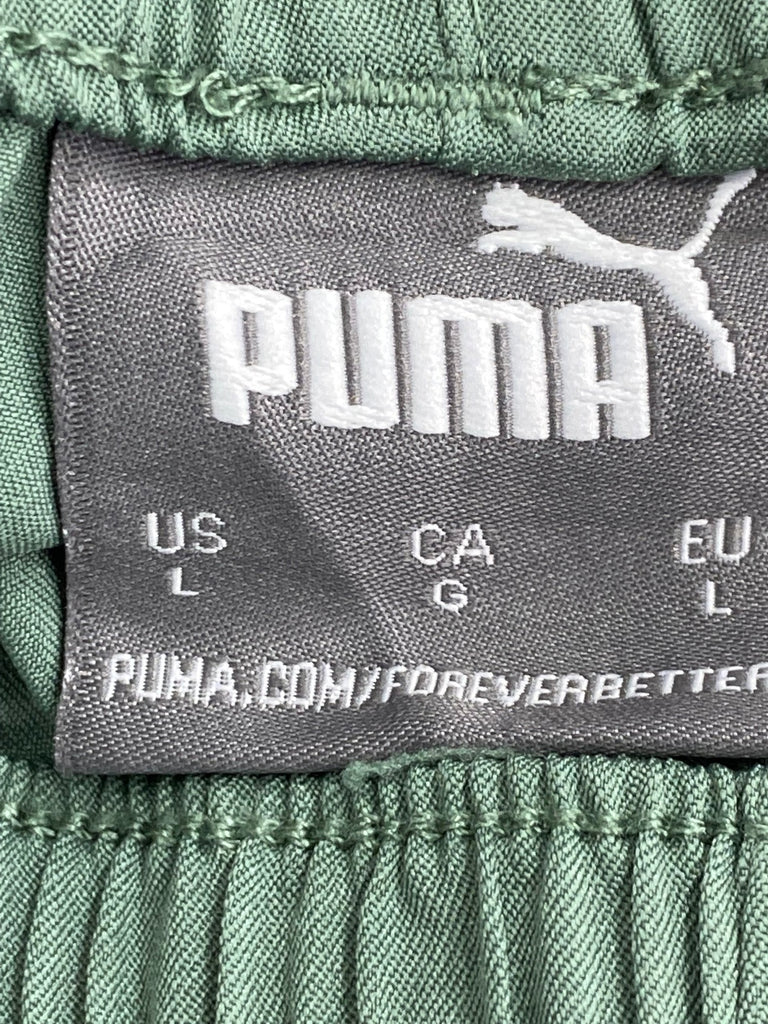 PUMA
US CA EU
L G L
PUMA.COM/FOREVERBETTER